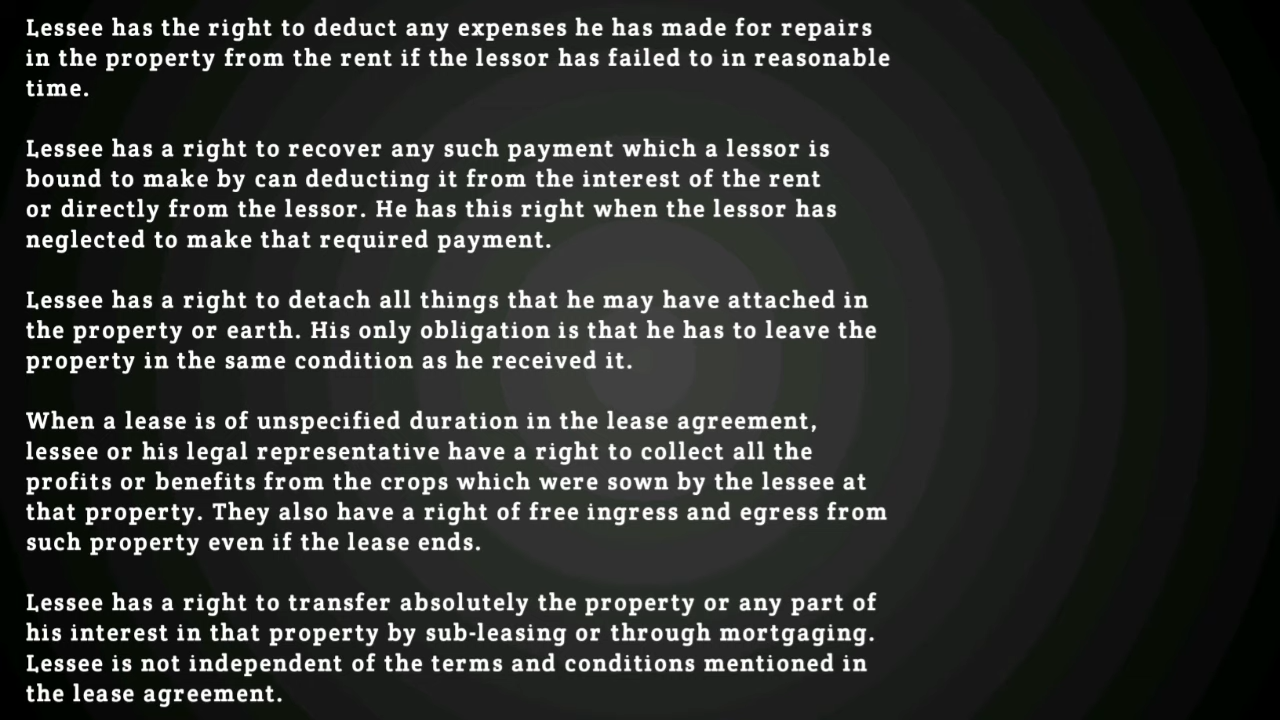 Lessee has the right to deduct any expenses he has made for repairs
in the property from the rent if the lessor has failed to in reasonable
time.
Lessee has a right to recover any such payment which a lessor is
bound to make by can deducting it from the interest of the rent
or directly from the lessor. He has this right when the lessor has
neglected to make that required payment.
Lessee has a right to detach all things that he may have attached in
the property or earth. His only obligation is that he has to leave the
property in the same condition as he received it.
When a lease is of unspecified duration in the lease agreement,
lessee or his legal representative have a right to collect all the
profits or benefits from the crops which were sown by the lessee at
that property. They also have a right of free ingress and egress from
such property even if the lease ends.
Lessee has a right to transfer absolutely the property or any part of
his interest in that property by sub-leasing or through mortgaging.
Lessee is not independent of the terms and conditions mentioned in
the lease agreement.